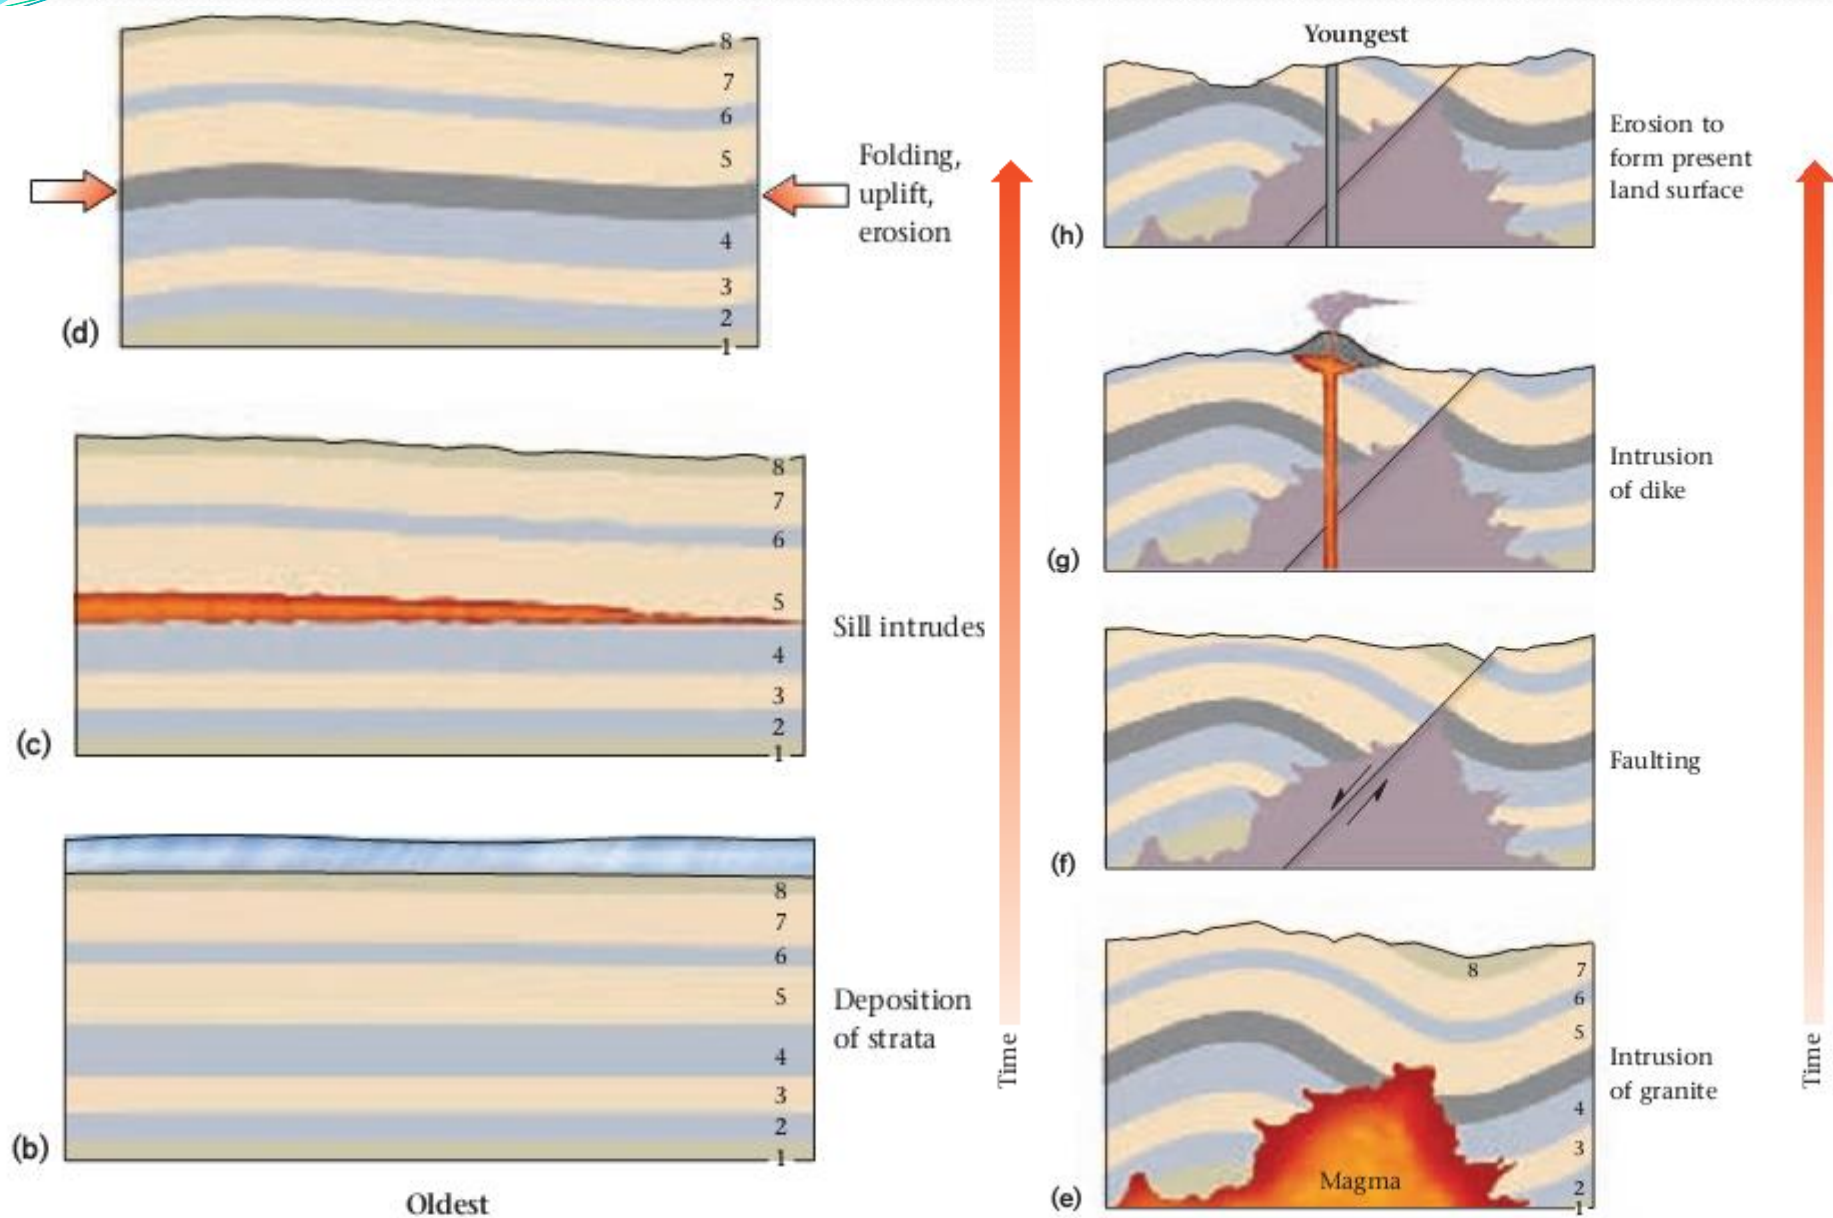 8
7
6
5
4
3
2
1
Folding,
uplift,
erosion
(d)
8
7
6
5
4
3
2
1
Sill intrudes
(c)
8
7
6
5
4
3
2
1
Deposition
of strata
(b)
Oldest
Time
Youngest
Erosion to
form present
land surface
(h)
Intrusion
of dike
(g)
Faulting
(f)
8
7
6
5
4
3
2
1
Intrusion
of granite
Magma
(e)
Time